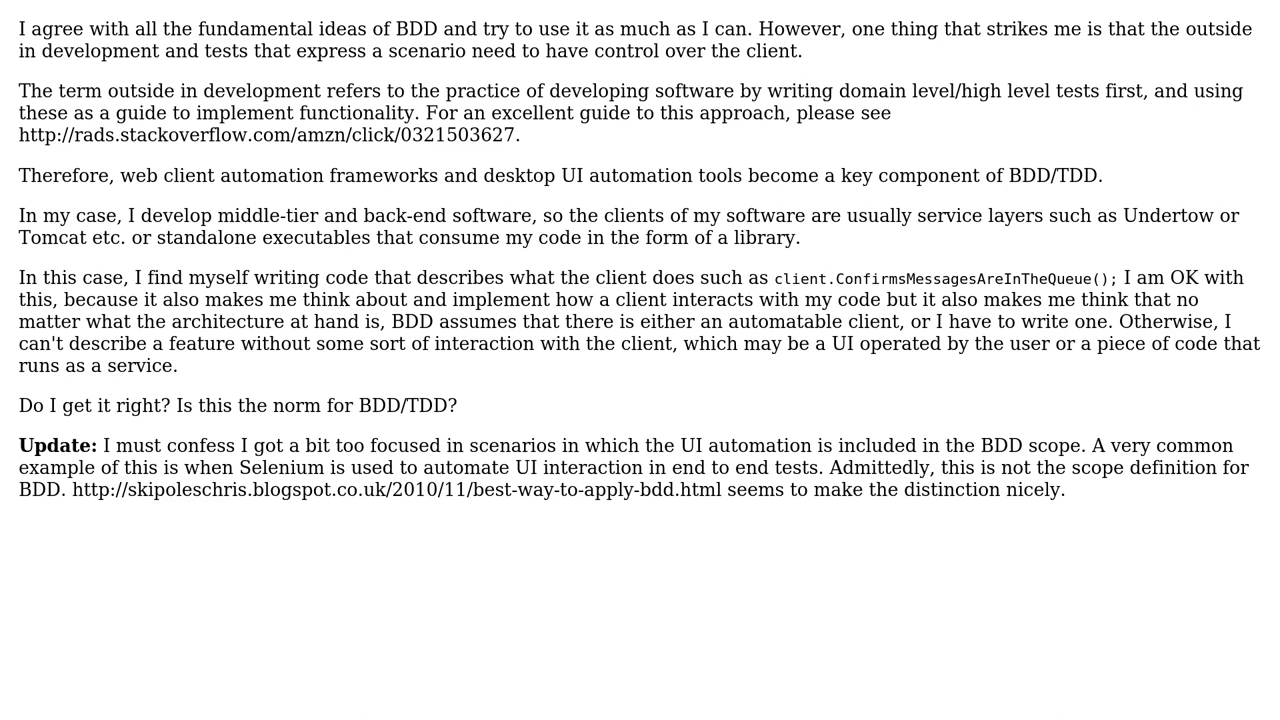 I agree with all the fundamental ideas of BDD and try to use it as much as I can. However, one thing that strikes me is that the outside
in development and tests that express a scenario need to have control over the client.
The term outside in development refers to the practice of developing software by writing domain level/high level tests first, and using
these as a guide to implement functionality. For an excellent guide to this approach, please see
http://rads.stackoverflow.com/amzn/click/0321503627.
Therefore, web client automation frameworks and desktop UI automation tools become a key component of BDD/TDD.
In my case, I develop middle-tier and back-end software, so the clients of my software are usually service layers such as Undertow or
Tomcat etc. or standalone executables that consume my code in the form of a library.
In this case, I find myself writing code that describes what the client does such as client.ConfirmsMessagesAreInTheQueue(); I am OK with
this, because it also makes me think about and implement how a client interacts with my code but it also makes me think that no
matter what the architecture at hand is, BDD assumes that there is either an automatable client, or I have to write one. Otherwise, I
can't describe a feature without some sort of interaction with the client, which may be a UI operated by the user or a piece of code that
runs as a service.
Do I get it right? Is this the norm for BDD/TDD?
Update: I must confess I got a bit too focused in scenarios in which the UI automation is included in the BDD scope. A very common
example of this is when Selenium is used to automate UI interaction in end to end tests. Admittedly, this is not the scope definition for
BDD. http://skipoleschris.blogspot.co.uk/2010/11/best-way-to-apply-bdd.html seems to make the distinction nicely.